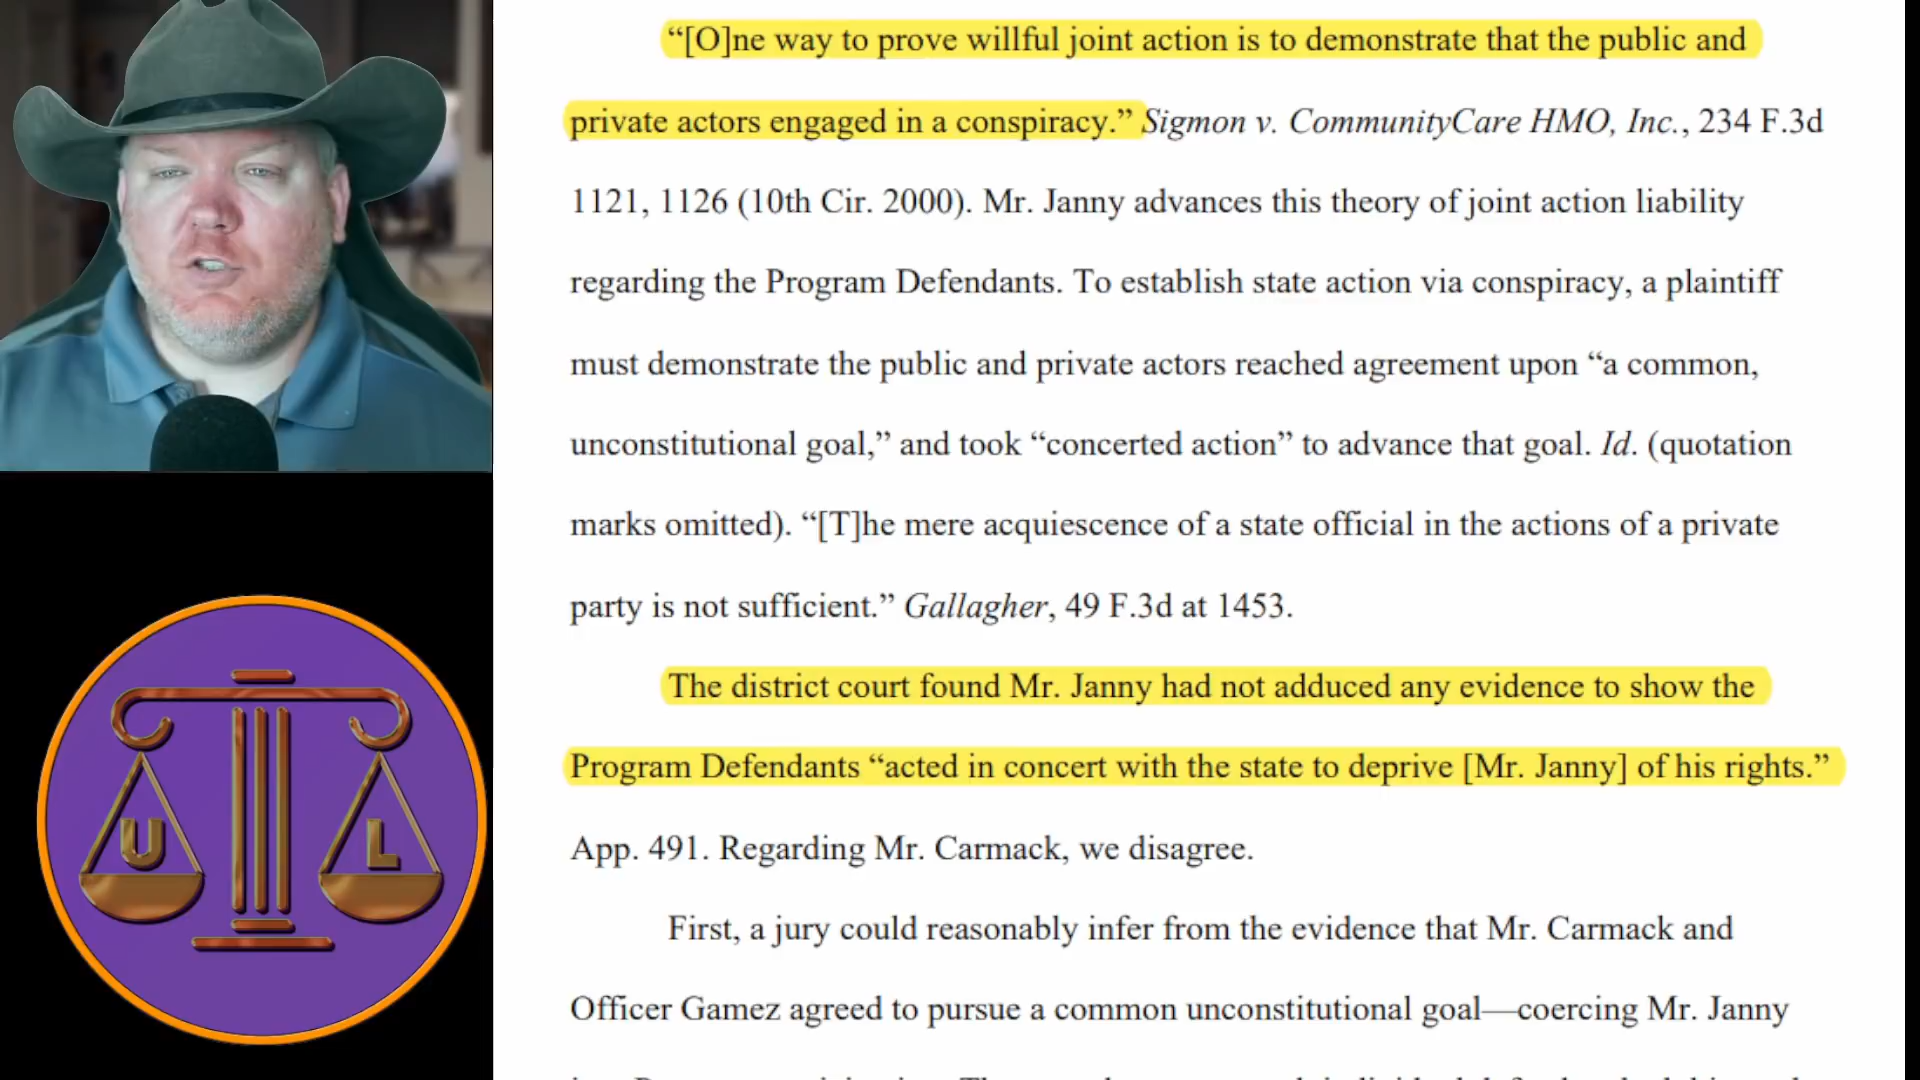 “[O]ne way to prove willful joint action is to demonstrate that the public and
private actors engaged in a conspiracy.” Sigmon v. CommunityCare HMO, Inc., 234 F.3d
1121, 1126 (10th Cir. 2000). Mr. Janny advances this theory of joint action liability
regarding the Program Defendants. To establish state action via conspiracy, a plaintiff
must demonstrate the public and private actors reached agreement upon “a common,
unconstitutional goal,” and took “concerted action” to advance that goal. Id. (quotation
marks omitted). “[T]he mere acquiescence of a state official in the actions of a private
party is not sufficient.” Gallagher, 49 F.3d at 1453.
The district court found Mr. Janny had not adduced any evidence to show the
Program Defendants “acted in concert with the state to deprive [Mr. Janny] of his rights.”
App. 491. Regarding Mr. Carmack, we disagree.
First, a jury could reasonably infer from the evidence that Mr. Carmack and
Officer Gamez agreed to pursue a common unconstitutional goal—coercing Mr. Janny
U L